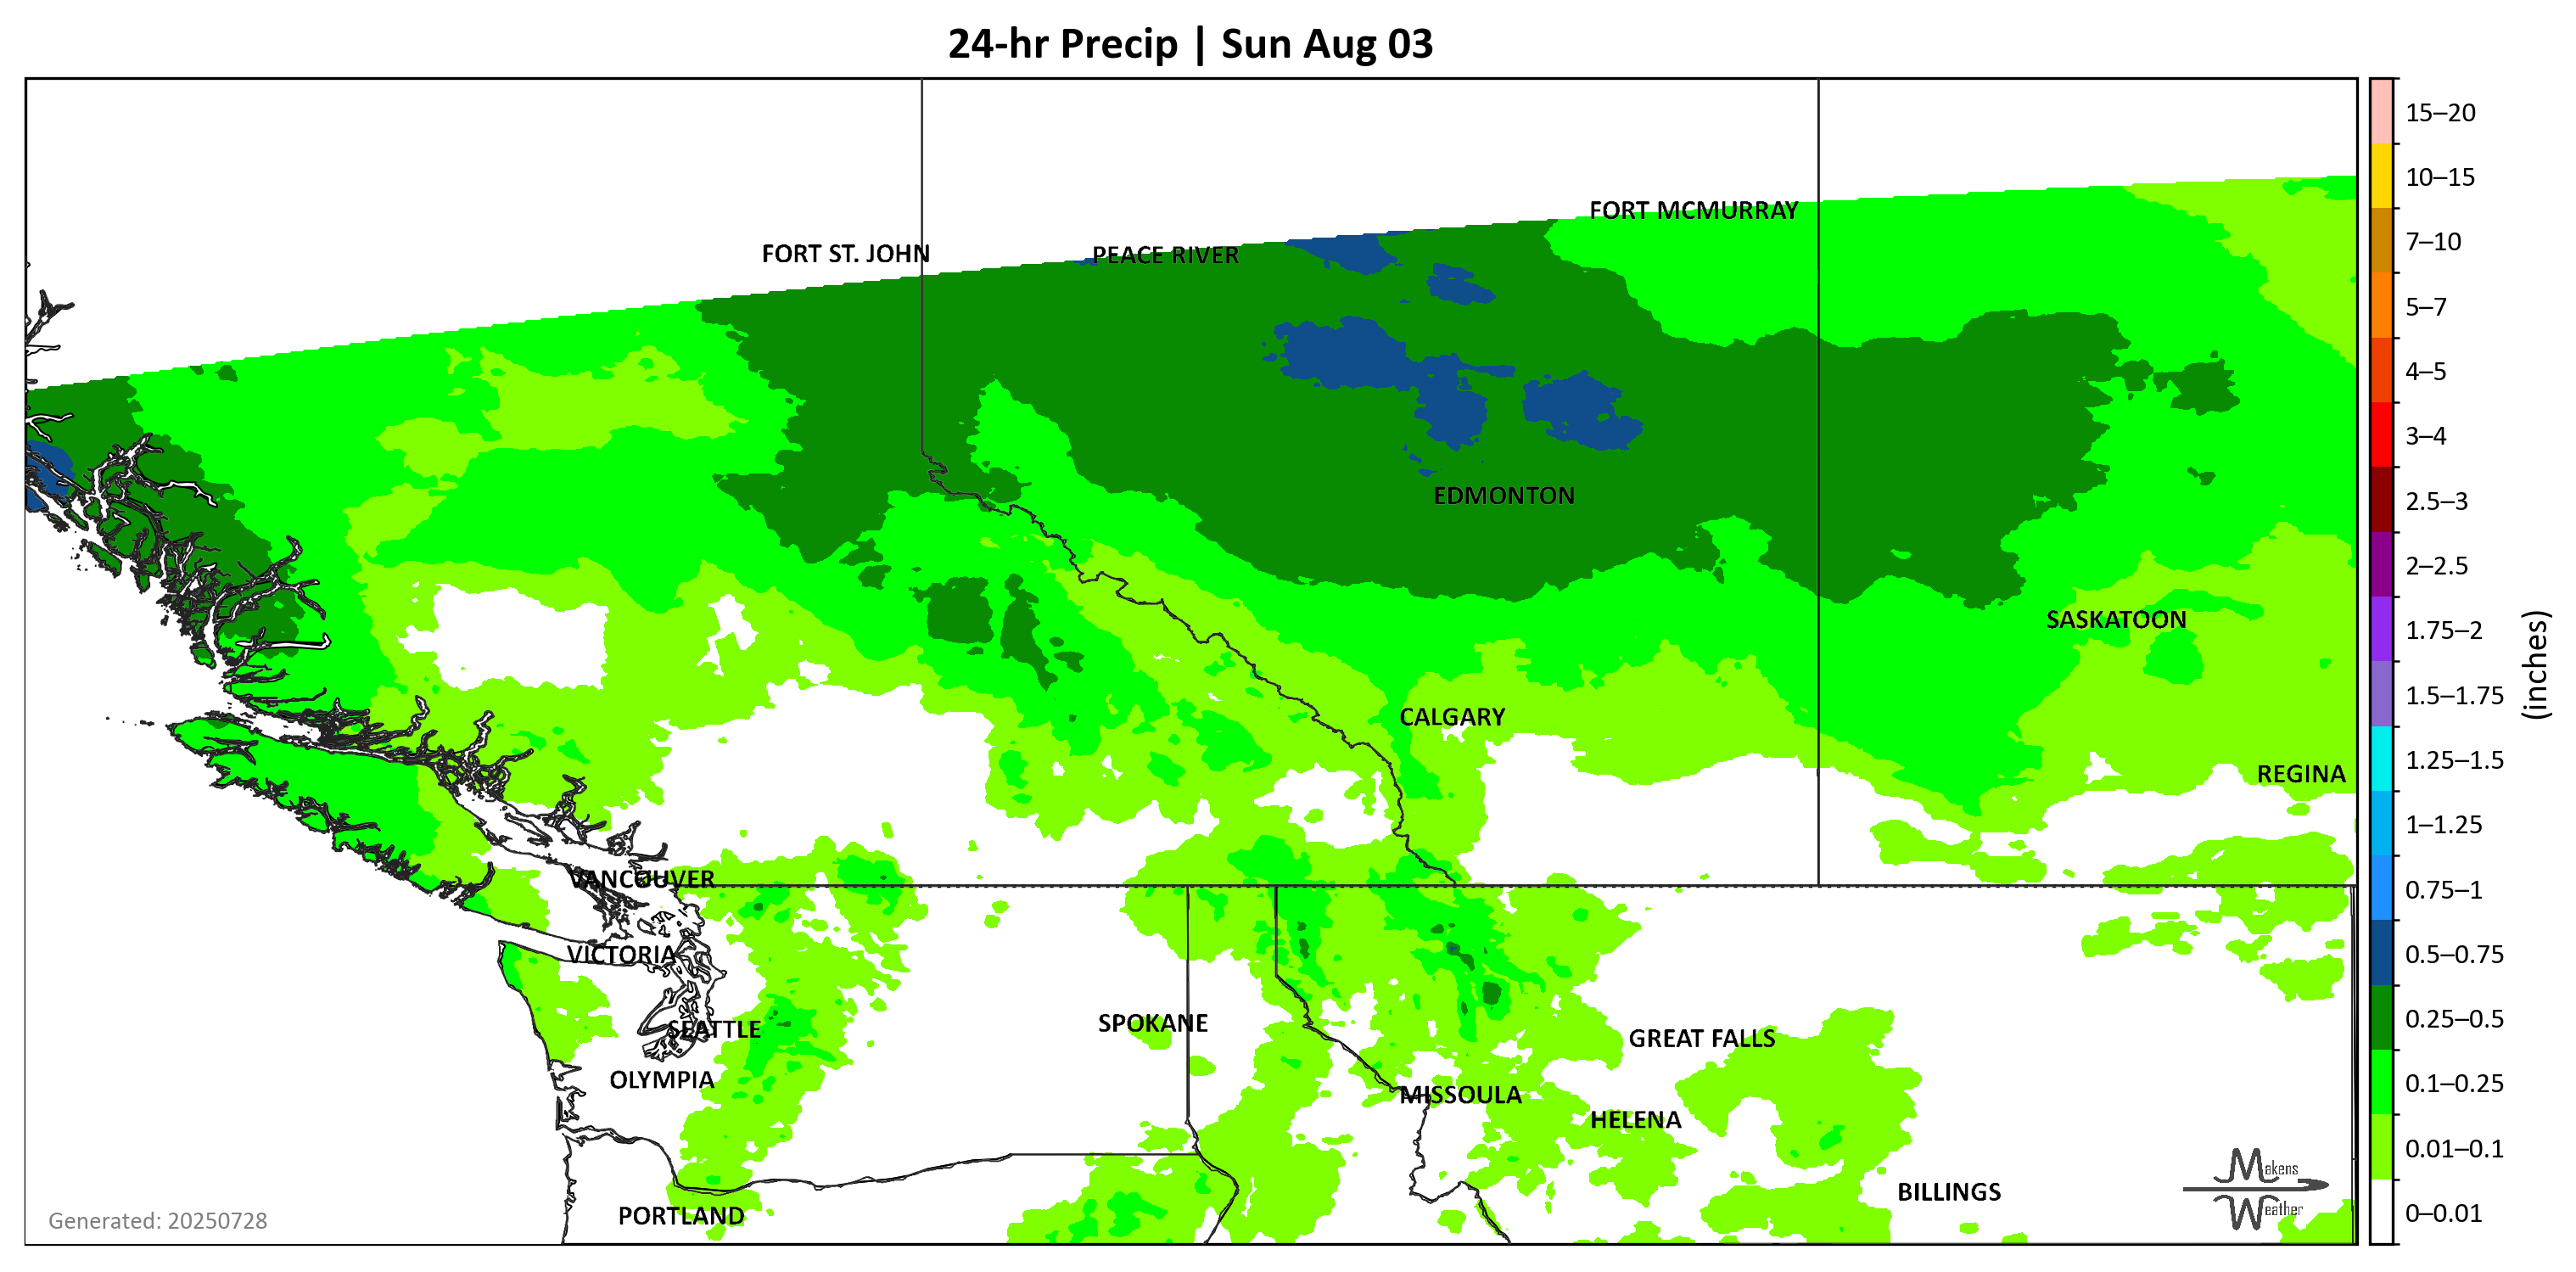 24-hr Precip | Sun Aug 03
FORT MCMURRAY
FORT ST. JOHN
PEACE RIVER
EDMONTON
SASKATOON
CALGARY
REGINA
VANCOUVER
VICTORIA
SPOKANE
SEATTLE
GREAT FALLS
OLYMPIA
MISSOULA
HELENA
BILLINGS
PORTLAND
Generated: 20250728
Makens
Weather
15–20
10–15
7–10
5–7
4–5
3–4
2.5–3
2–2.5
1.75–2
1.5–1.75
1.25–1.5
1–1.25
0.75–1
0.5–0.75
0.25–0.5
0.1–0.25
0.01–0.1
0–0.01
(inches)